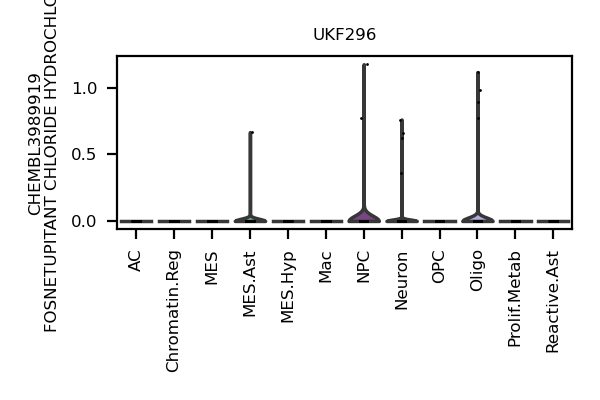 UKF296
CHEMBL3989919
FOSNETUPITANT CHLORIDE HYDROCHLO
1.0
0.5
0.0
AC
Chromatin.Reg
MES
MES.Ast
MES.Hyp
Mac
NPC
Neuron
OPC
Oligo
Prolif.Metab
Reactive.Ast